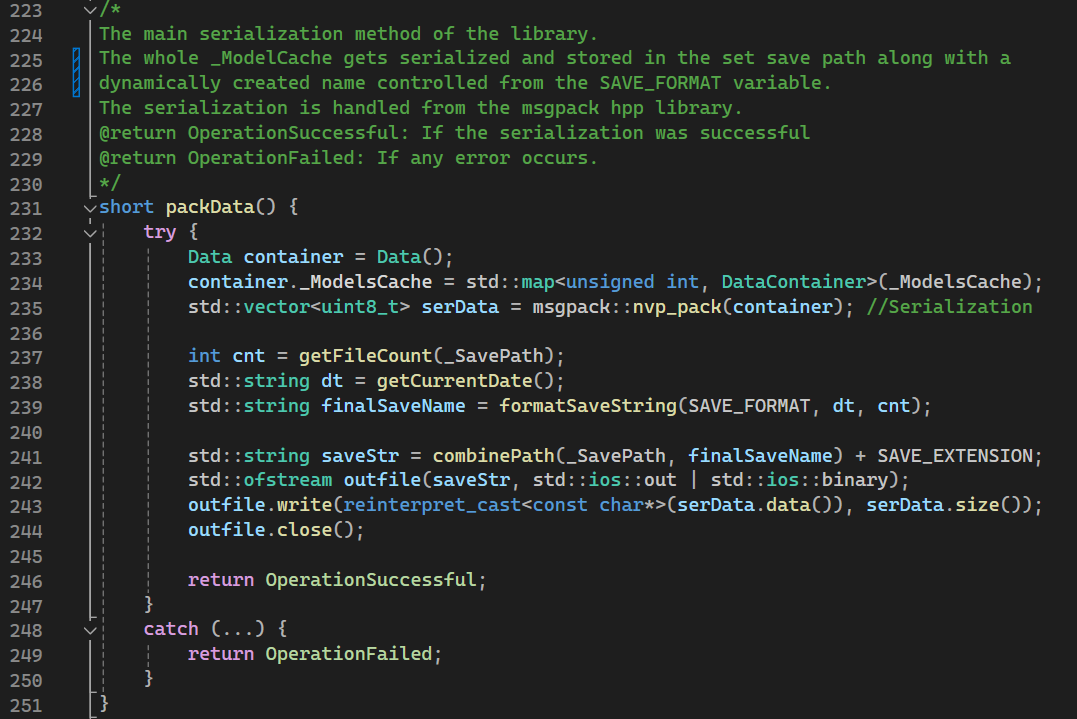 223 /*
224 The main serialization method of the library.
225 The whole _ModelCache gets serialized and stored in the set save path along with a
226 dynamically created name controlled from the SAVE_FORMAT variable.
227 The serialization is handled from the msgpack hpp library.
228 @return OperationSuccessful: If the serialization was successful
229 @return OperationFailed: If any error occurs.
230 */
231 short packData() {
232     try {
233         Data container = Data();
234         container._ModelsCache = std::map<unsigned int, DataContainer>(_ModelsCache);
235         std::vector<uint8_t> serData = msgpack::nvp_pack(container); //Serialization
236
237         int cnt = getFileCount(_SavePath);
238         std::string dt = getCurrentDate();
239         std::string finalSaveName = formatSaveString(SAVE_FORMAT, dt, cnt);
240
241         std::string saveStr = combinePath(_SavePath, finalSaveName) + SAVE_EXTENSION;
242         std::ofstream outfile(saveStr, std::ios::out | std::ios::binary);
243         outfile.write(reinterpret_cast<const char*>(serData.data()), serData.size());
244         outfile.close();
245
246         return OperationSuccessful;
247     }
248     catch (...) {
249         return OperationFailed;
250     }
251 }